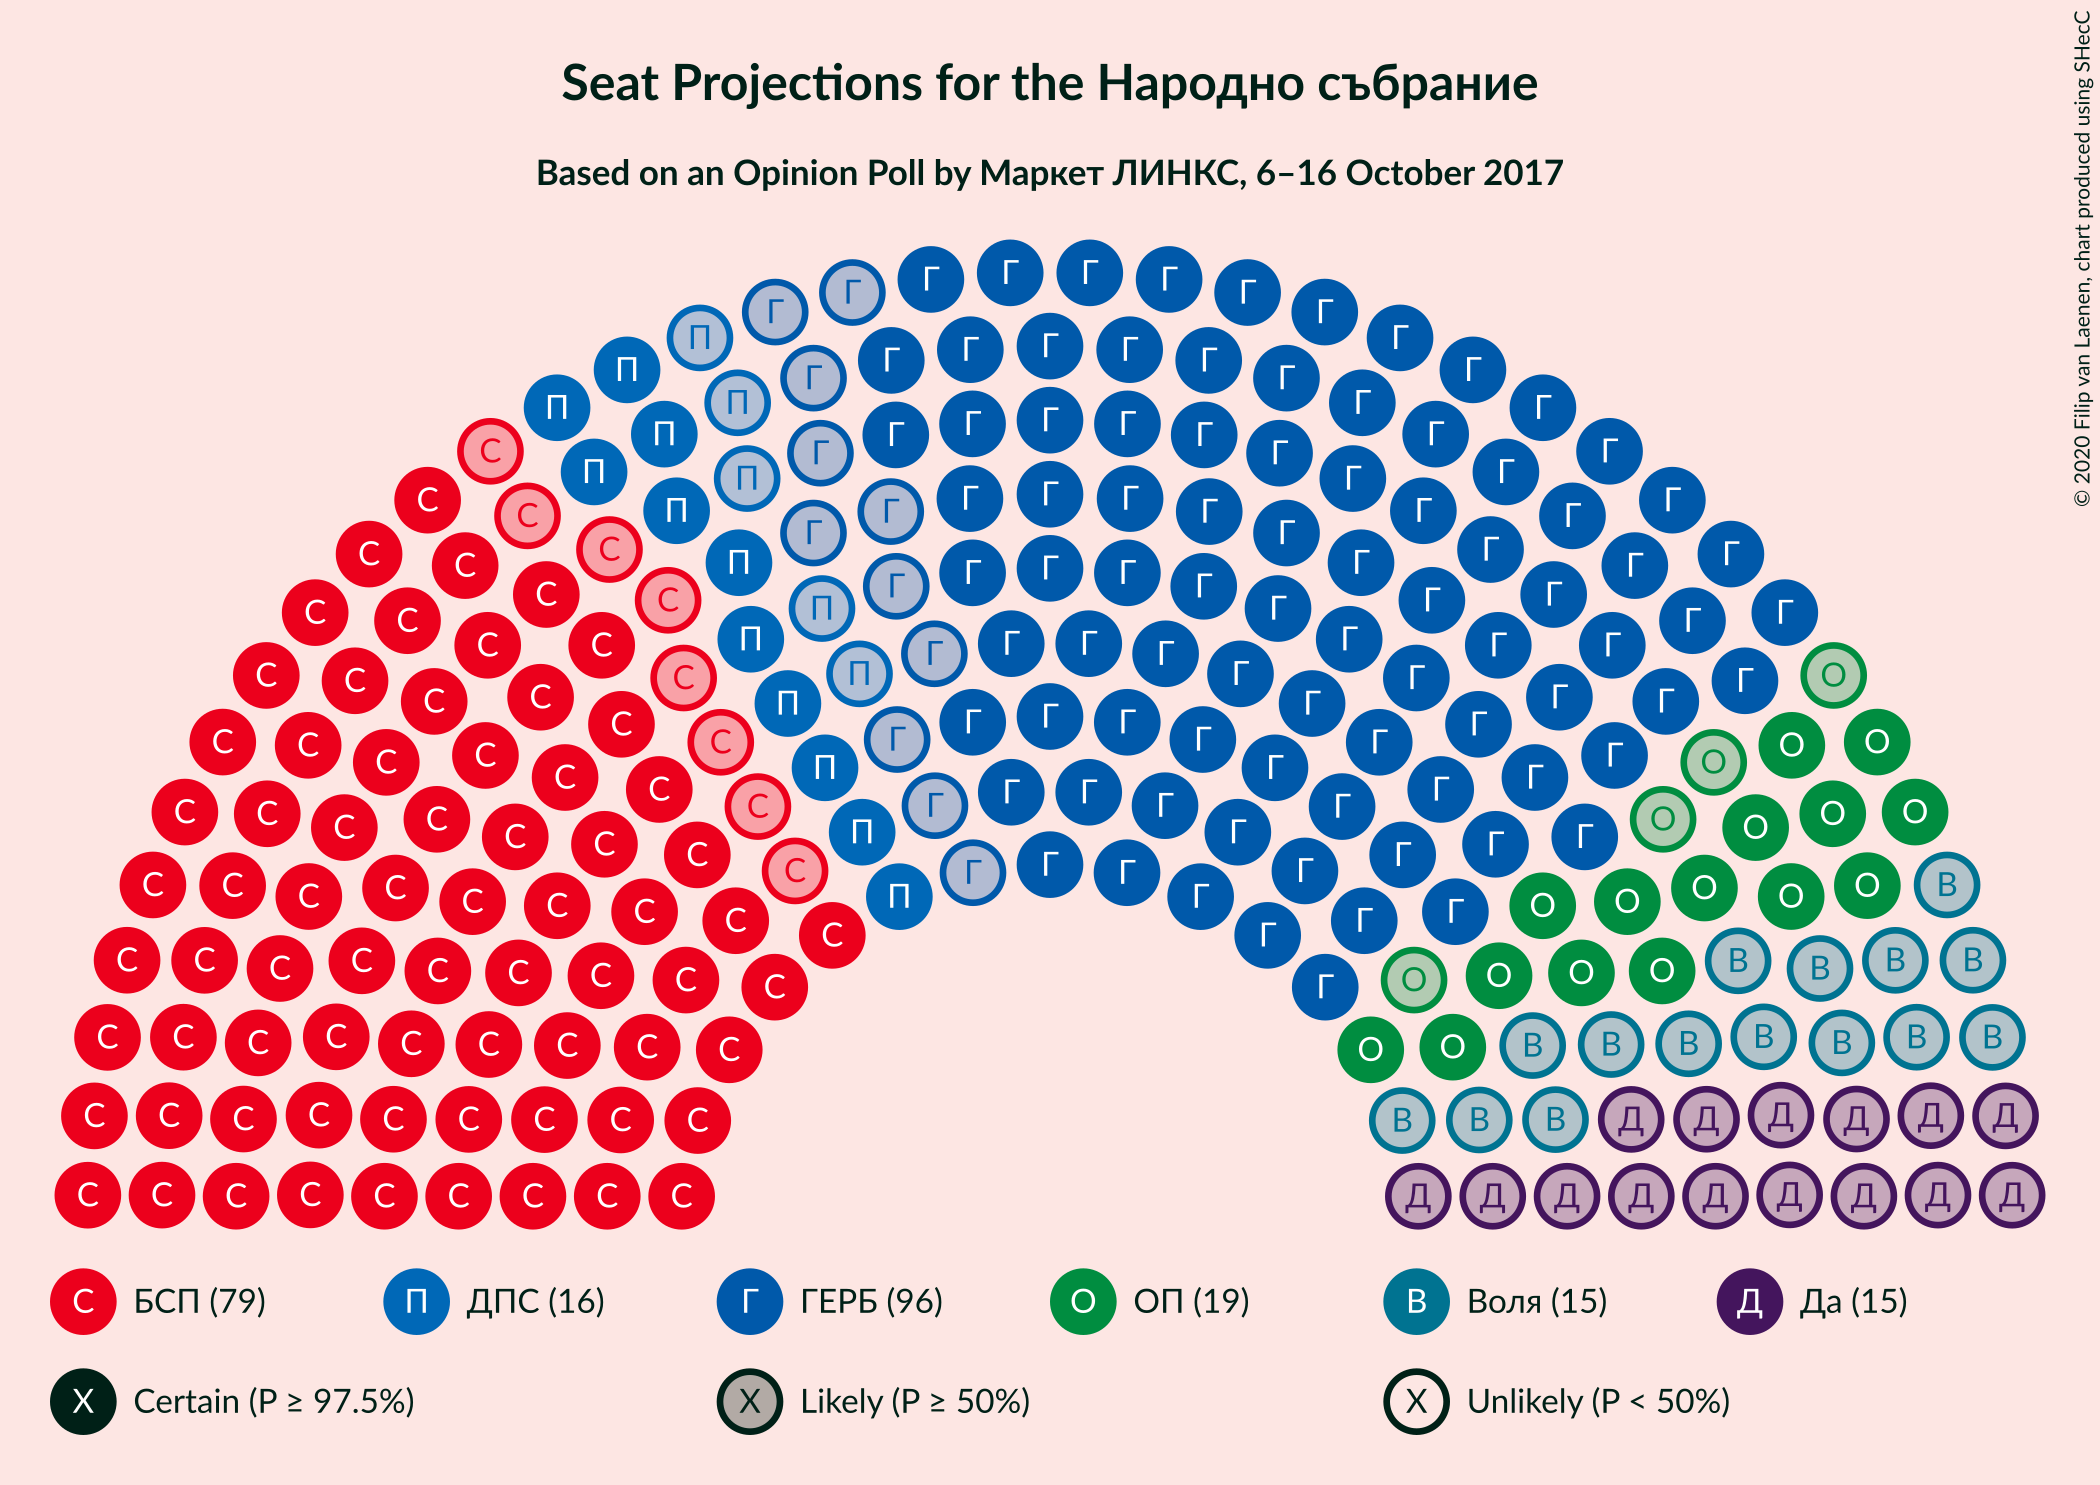 Seat Projections for the Народно събрание
Based on an Opinion Poll by Маркет ЛИНКС, 6–16 October 2017
© 2020 Filip van Laenen, chart produced using SHecC
С БСП (79) П ДПС (16) Г ГЕРБ (96) О ОП (19) В Воля (15) Д Да (15)
X Certain (P ≥ 97.5%) X Likely (P ≥ 50%) X Unlikely (P < 50%)